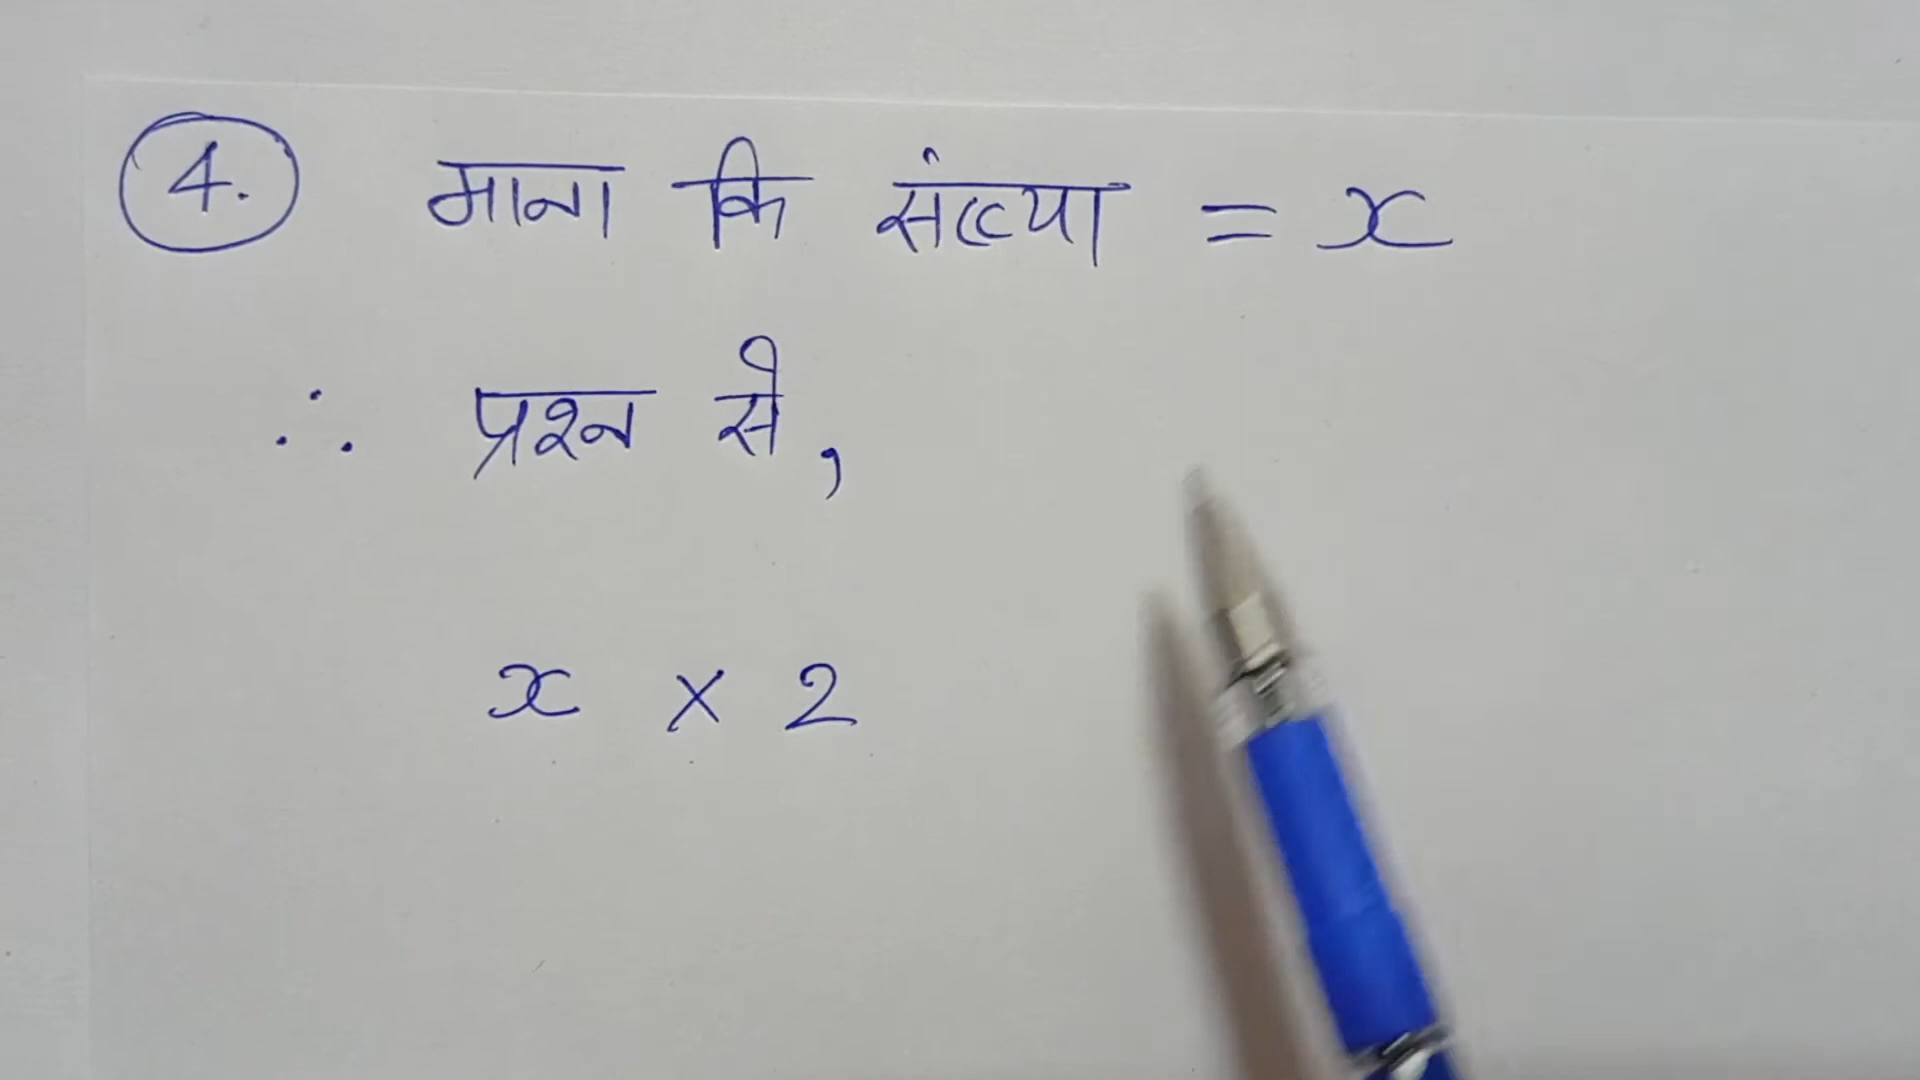 4. माना कि संख्या = x
∴ प्रश्न से,
x × 2